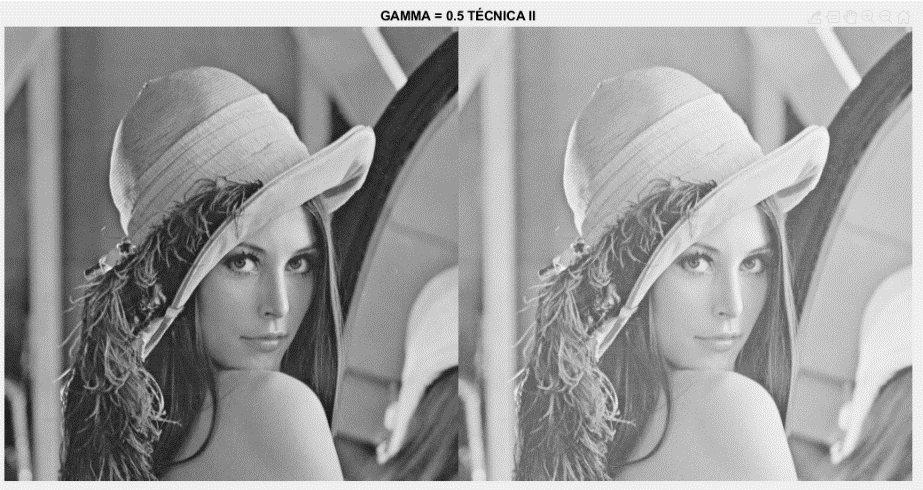 GAMMA = 0.5 TÉCNICA II